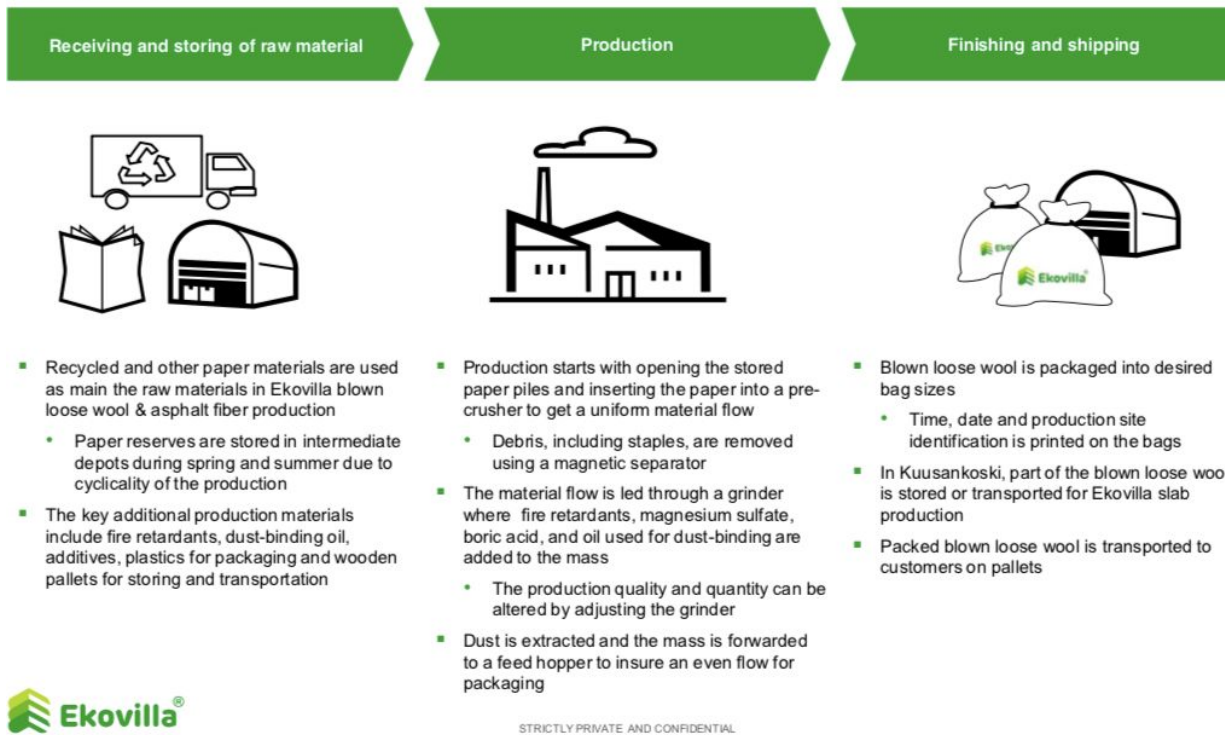 Receiving and storing of raw material
Production
Finishing and shipping
Ekovilla
Ekovilla®
▪ Recycled and other paper materials are used
as main the raw materials in Ekovilla blown
loose wool & asphalt fiber production
• Paper reserves are stored in intermediate
depots during spring and summer due to
cyclicality of the production
▪ The key additional production materials
include fire retardants, dust-binding oil,
additives, plastics for packaging and wooden
pallets for storing and transportation
▪ Production starts with opening the stored
paper piles and inserting the paper into a pre-
crusher to get a uniform material flow
• Debris, including staples, are removed
using a magnetic separator
▪ The material flow is led through a grinder
where fire retardants, magnesium sulfate,
boric acid, and oil used for dust-binding are
added to the mass
• The production quality and quantity can be
altered by adjusting the grinder
▪ Dust is extracted and the mass is forwarded
to a feed hopper to insure an even flow for
packaging
▪ Blown loose wool is packaged into desired
bag sizes
• Time, date and production site
identification is printed on the bags
▪ In Kuusankoski, part of the blown loose woo
is stored or transported for Ekovilla slab
production
▪ Packed blown loose wool is transported to
customers on pallets
Ekovilla®
STRICTLY PRIVATE AND CONFIDENTIAL